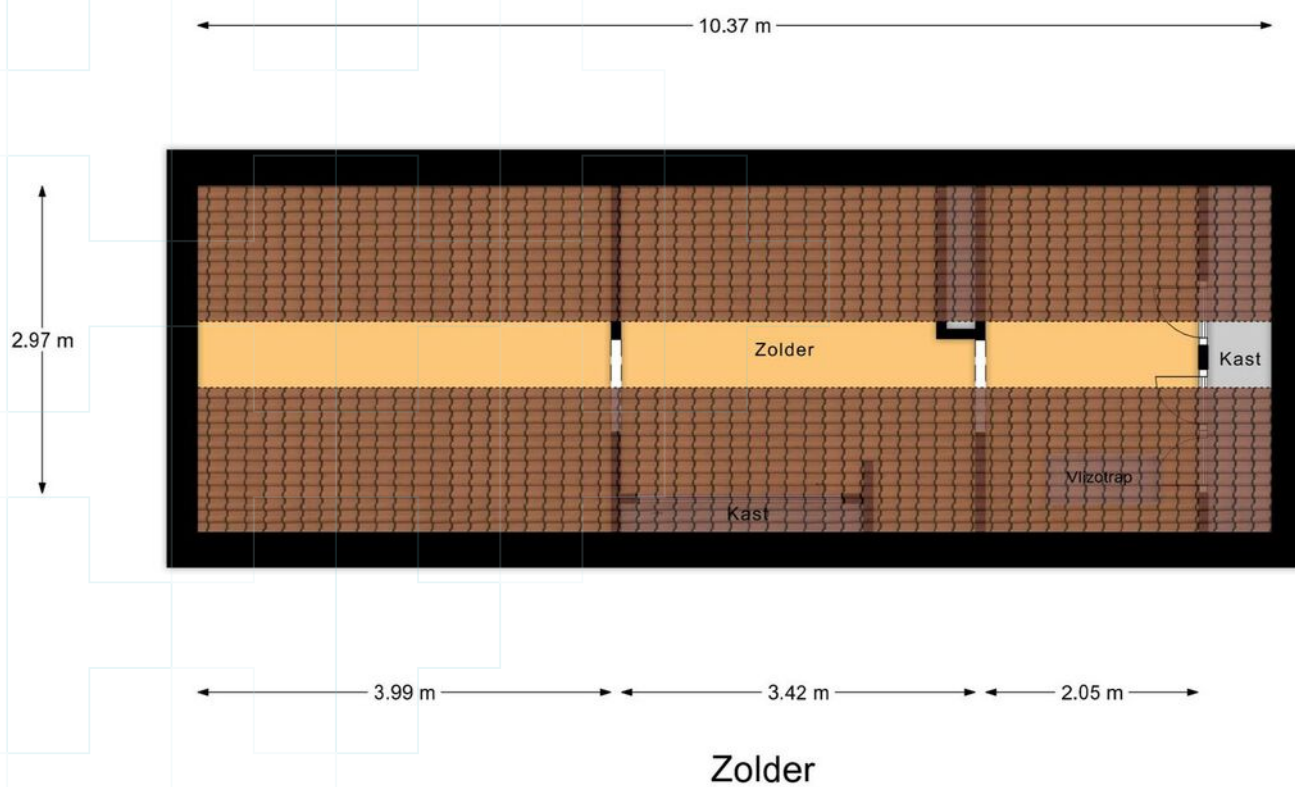 10.37 m
2.97 m
Zolder
Kast
Vlizotrap
Kast
3.99 m
3.42 m
2.05 m
Zolder